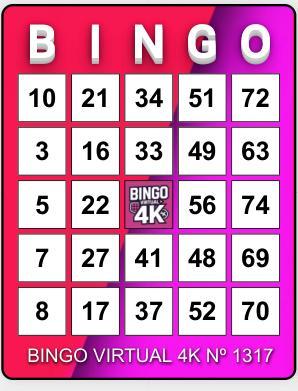 B I N G O
10 21 34 51 72
3 16 33 49 63
5 22 BINGO VIRTUAL 4K 56 74
7 27 41 48 69
8 17 37 52 70
BINGO VIRTUAL 4K Nº 1317